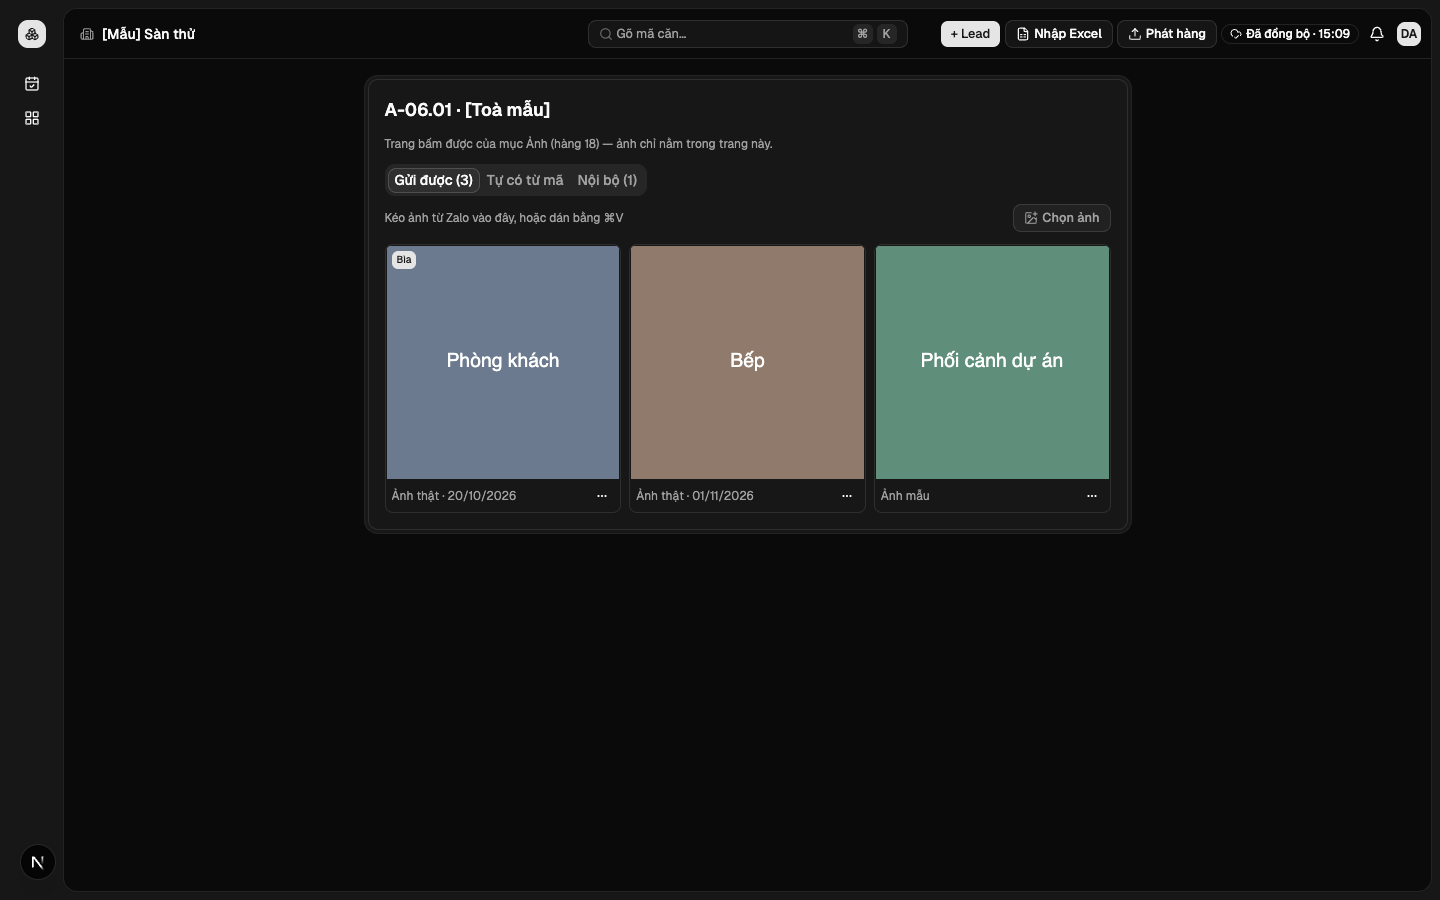 [Mẫu] Sàn thử
Gõ mã căn...
⌘ K
+ Lead
Nhập Excel
Phát hàng
Đã đồng bộ · 15:09
DA
A-06.01 · [Toà mẫu]
Trang bấm được của mục Ảnh (hàng 18) — ảnh chỉ nằm trong trang này.
Gửi được (3) Tự có từ mã Nội bộ (1)
Kéo ảnh từ Zalo vào đây, hoặc dán bằng ⌘V
Chọn ảnh
Bìa
Phòng khách
Bếp
Phối cảnh dự án
Ảnh thật · 20/10/2026
Ảnh thật · 01/11/2026
Ảnh mẫu
N